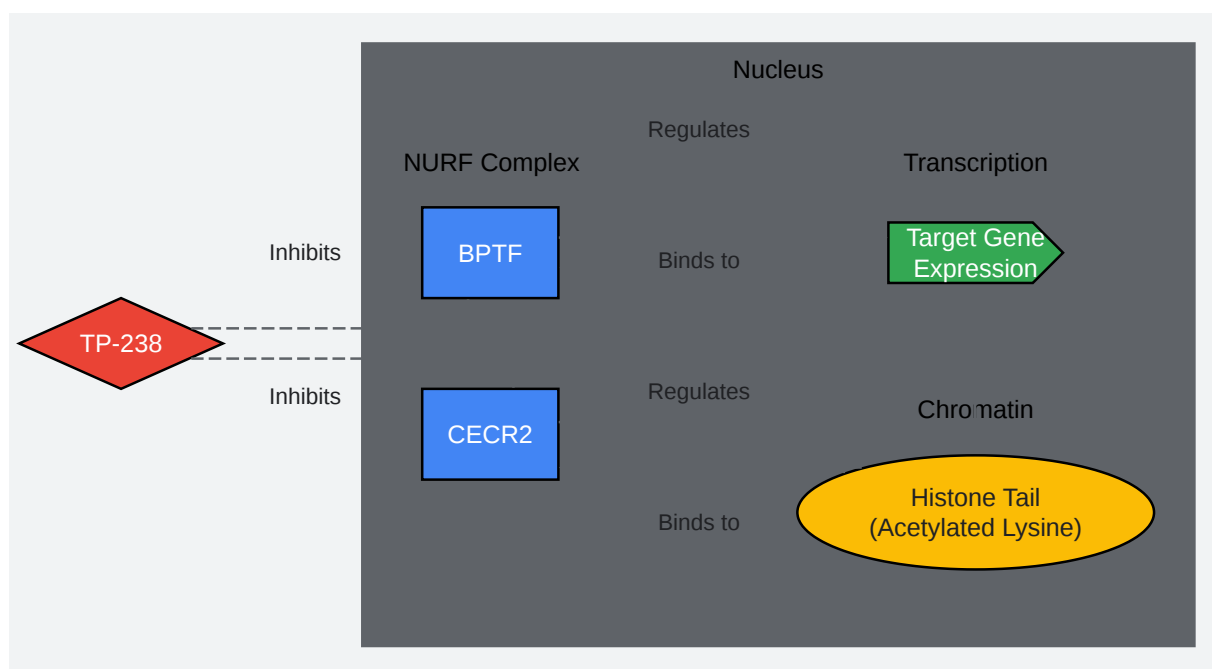 Nucleus
Regulates
NURF Complex
Transcription
Inhibits
BPTF
Binds to
Target Gene
Expression
TP-238
Inhibits
CECR2
Regulates
Chromatin
Histone Tail
(Acetylated Lysine)
Binds to